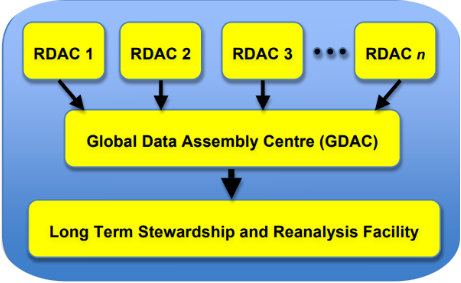 RDAC 1 RDAC 2 RDAC 3 ••• RDAC n
Global Data Assembly Centre (GDAC)
Long Term Stewardship and Reanalysis Facility